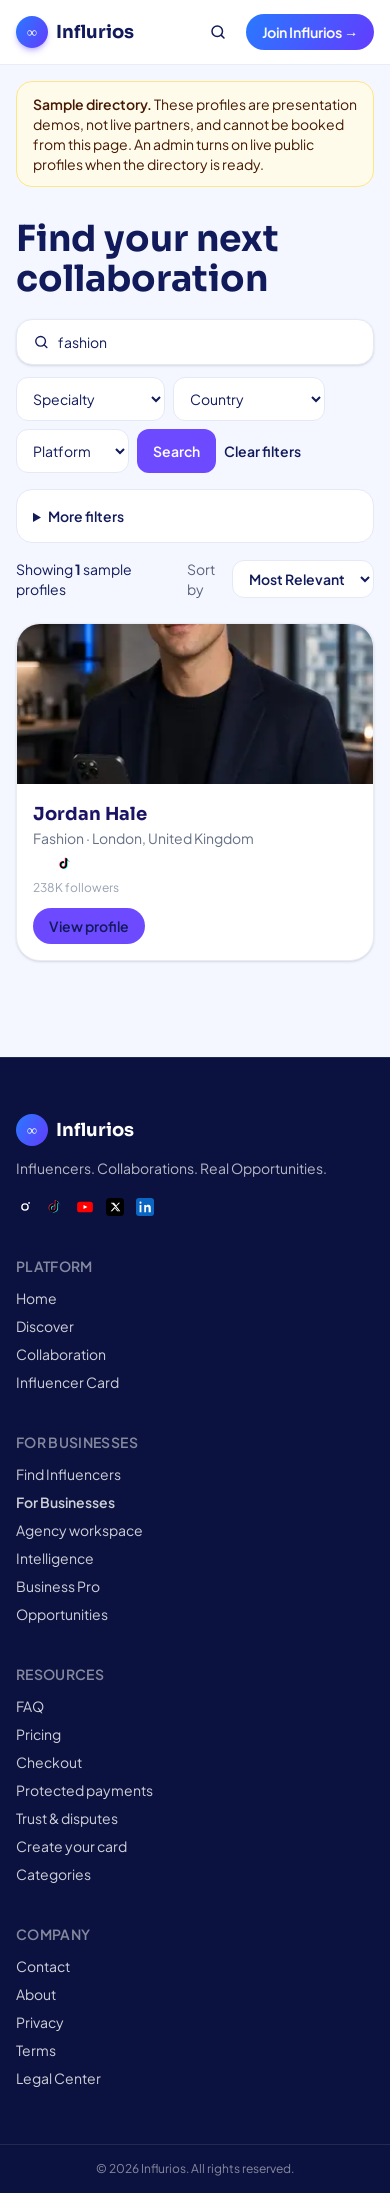 Influrios
Join Influrios →
Sample directory. These profiles are presentation
demos, not live partners, and cannot be booked
from this page. An admin turns on live public
profiles when the directory is ready.
Find your next
collaboration
fashion
Specialty
Country
Platform
Search
Clear filters
More filters
Showing 1 sample
profiles
Sort
by
Most Relevant
Jordan Hale
Fashion · London, United Kingdom
238K followers
View profile
Influrios
Influencers. Collaborations. Real Opportunities.
PLATFORM
Home
Discover
Collaboration
Influencer Card
FOR BUSINESSES
Find Influencers
For Businesses
Agency workspace
Intelligence
Business Pro
Opportunities
RESOURCES
FAQ
Pricing
Checkout
Protected payments
Trust & disputes
Create your card
Categories
COMPANY
Contact
About
Privacy
Terms
Legal Center
© 2026 Influrios. All rights reserved.